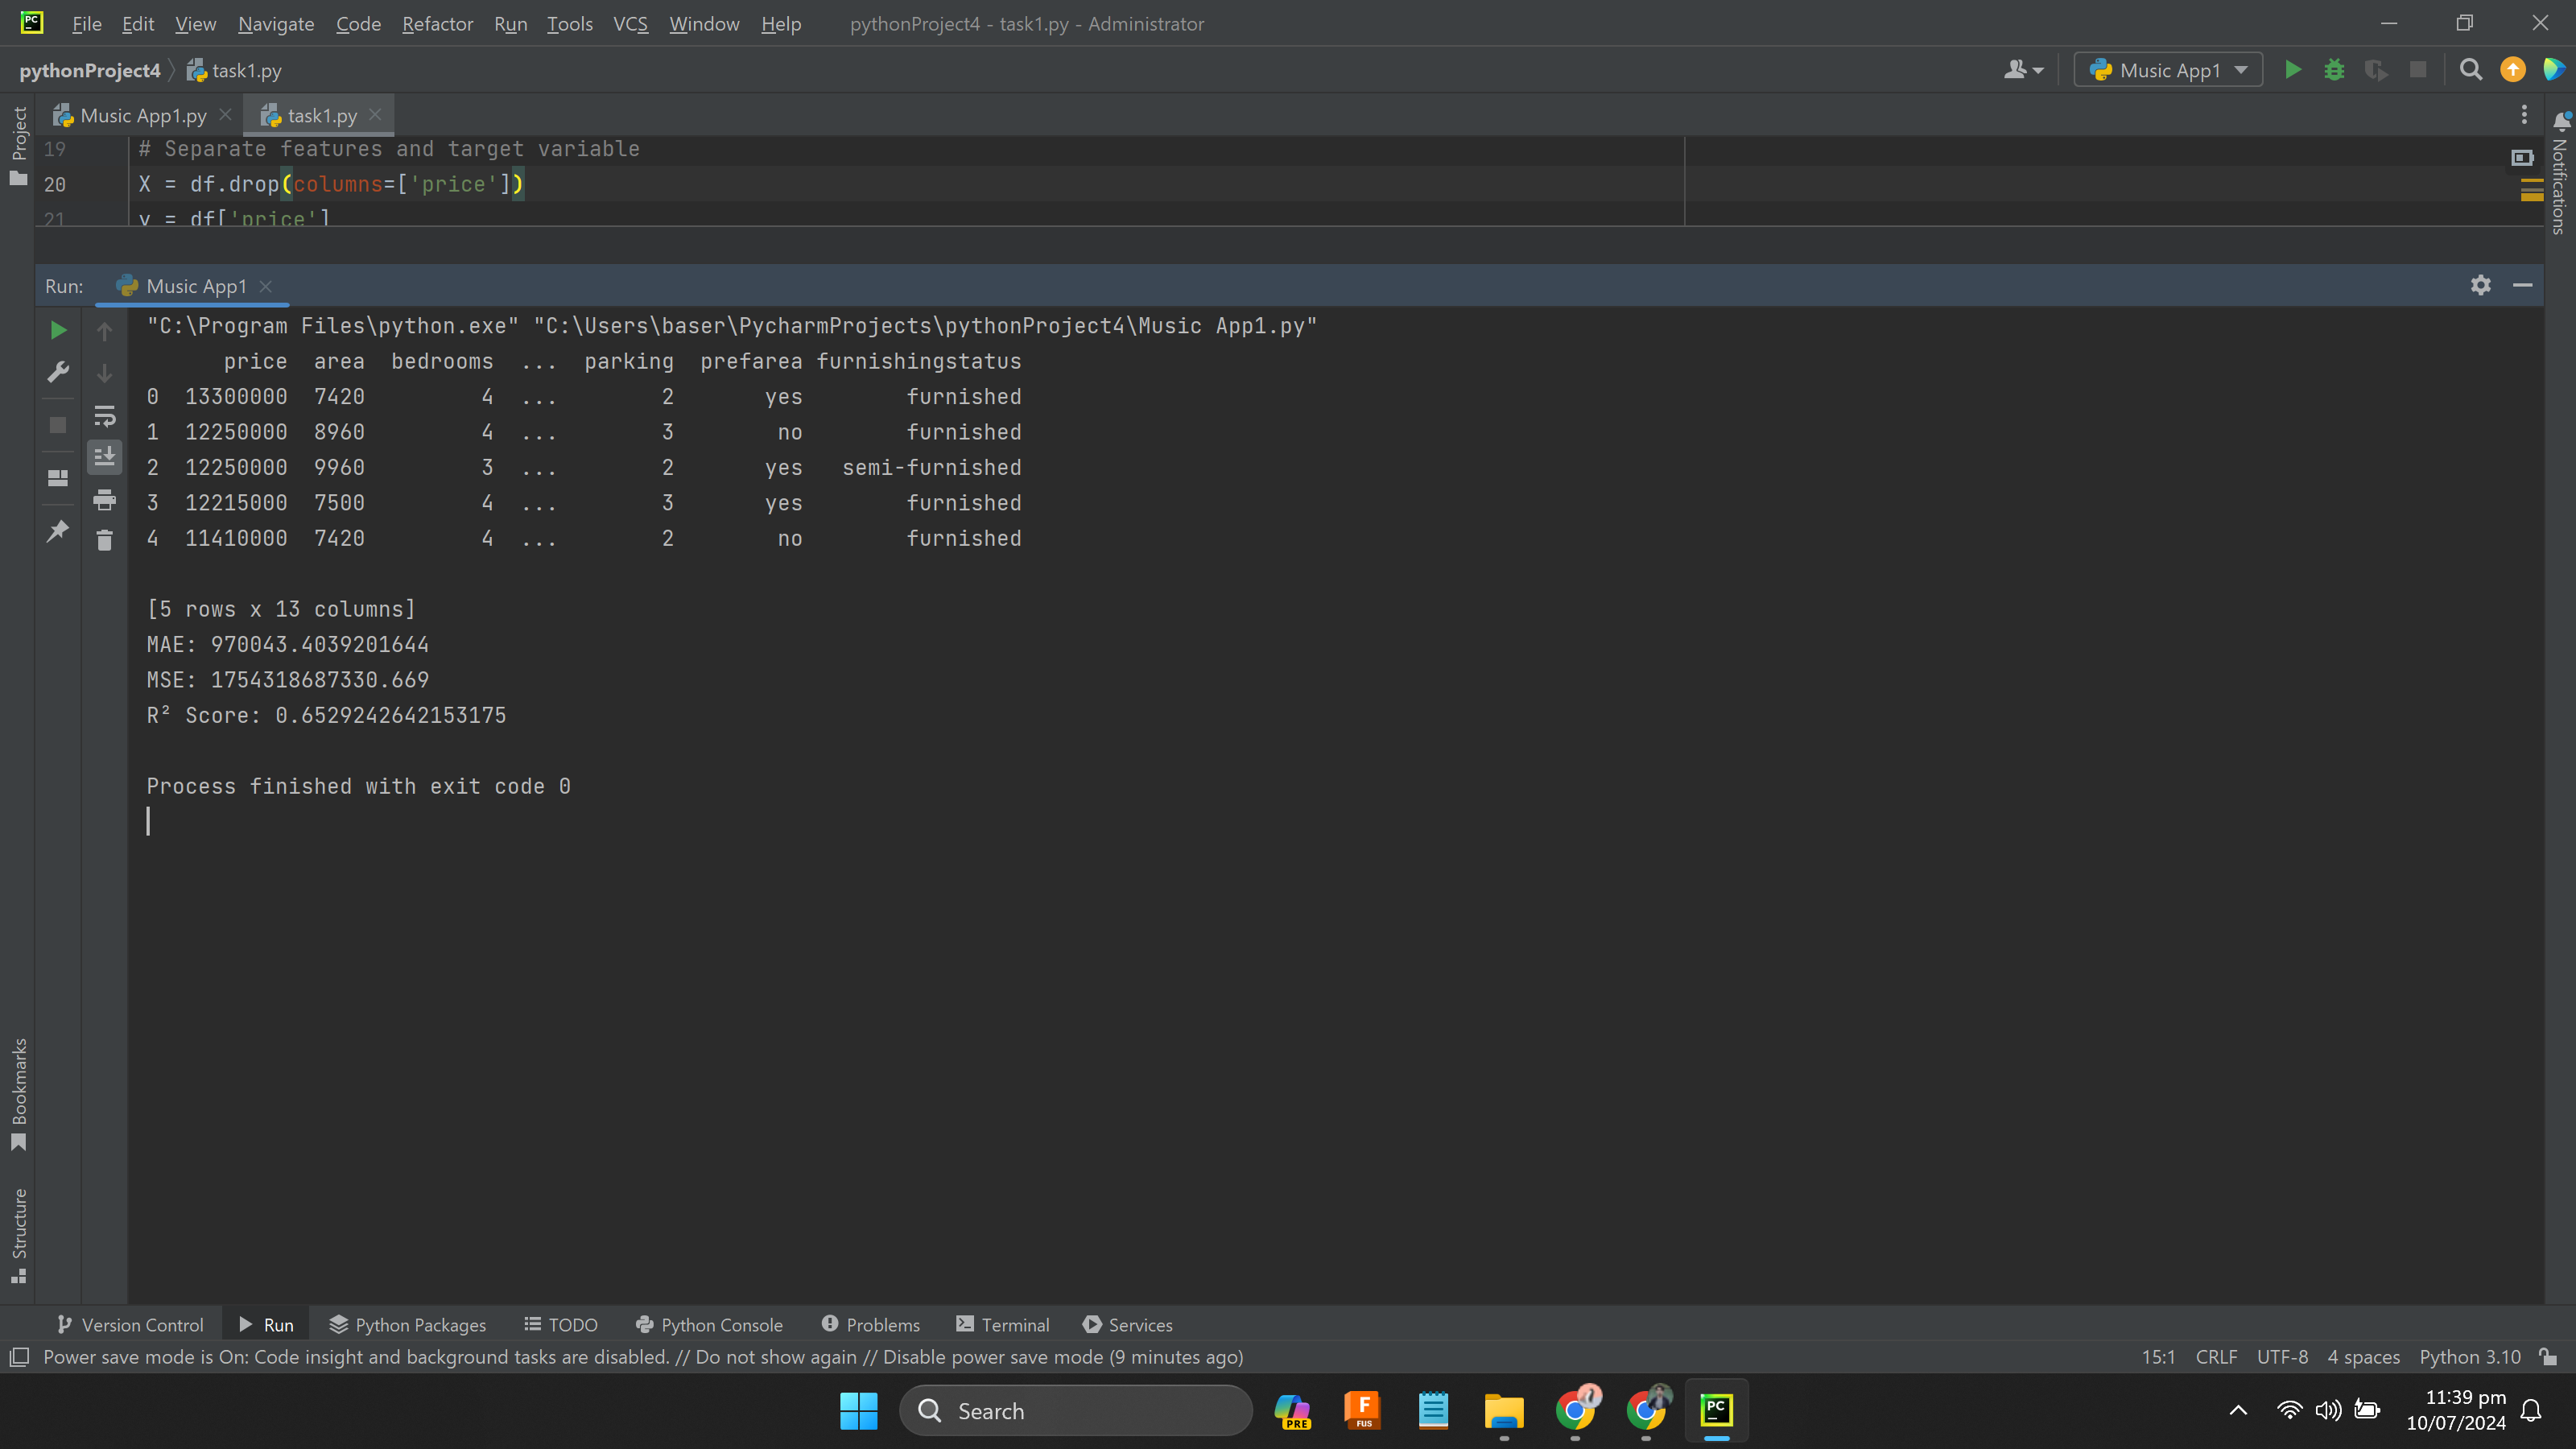 PC File Edit View Navigate Code Refactor Run Tools VCS Window Help pythonProject4 - task1.py - Administrator
pythonProject4 task1.py Music App1
Project
Music App1.py task1.py
Notifications
19 # Separate features and target variable
20 X = df.drop(columns=['price'])
21 y = df['price']
Run: Music App1
"C:\Program Files\python.exe" "C:\Users\baser\PycharmProjects\pythonProject4\Music App1.py"
price area bedrooms ... parking prefarea furnishingstatus
0 13300000 7420 4 ... 2 yes furnished
1 12250000 8960 4 ... 3 no furnished
2 12250000 9960 3 ... 2 yes semi-furnished
3 12215000 7500 4 ... 3 yes furnished
4 11410000 7420 4 ... 2 no furnished
[5 rows x 13 columns]
MAE: 970043.4039201644
MSE: 1754318687330.669
R² Score: 0.6529242642153175
Process finished with exit code 0
Bookmarks
Structure
Version Control Run Python Packages TODO Python Console Problems Terminal Services
Power save mode is On: Code insight and background tasks are disabled. // Do not show again // Disable power save mode (9 minutes ago) 15:1 CRLF UTF-8 4 spaces Python 3.10
Search PRE F FUS PC 11:39 pm
10/07/2024